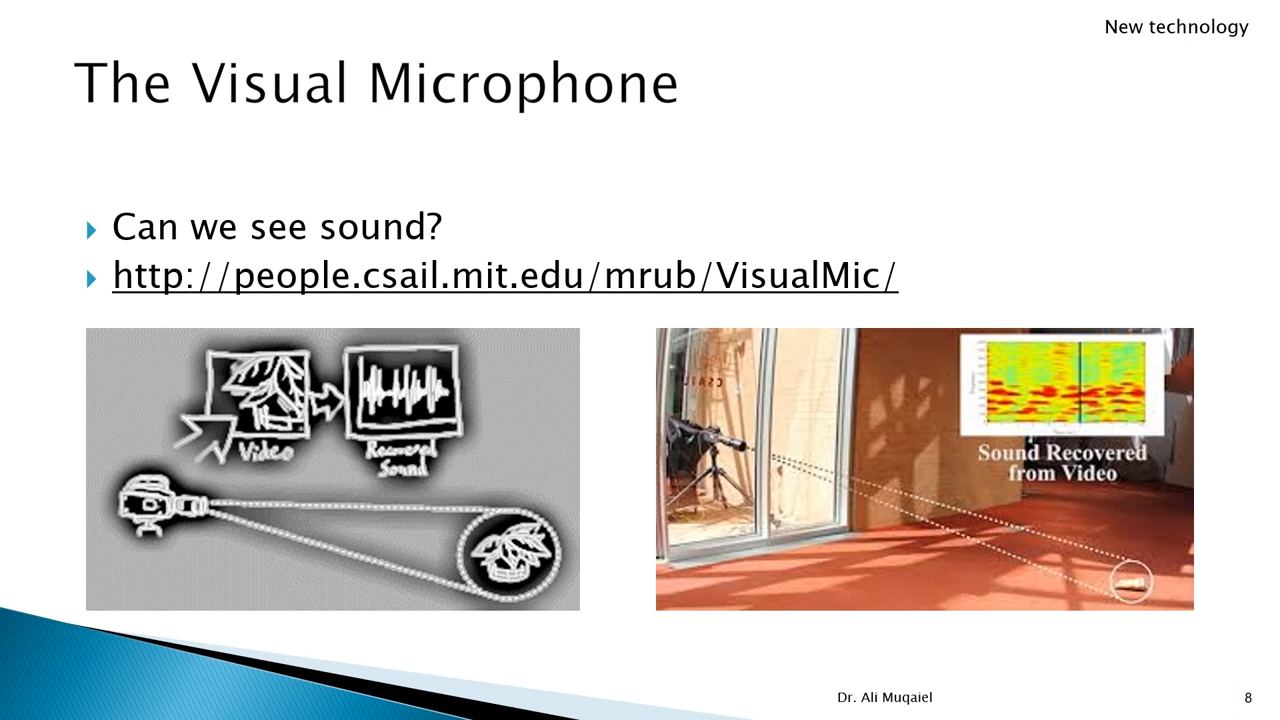 New technology
The Visual Microphone
Can we see sound?
http://people.csail.mit.edu/mrub/VisualMic/
Video
Recovered
Sound
CSAIL
Sound Recovered
from Video
Dr. Ali Muqaiel
8